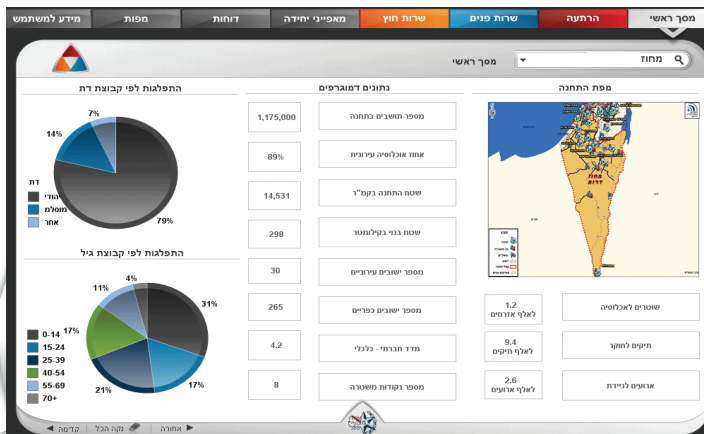 מסך ראשי
הרתעה
שרות פנים
שרות חוץ
מאפייני יחידה
דוחות
מפות
מידע למשתמש
מחוז
מסך ראשי
מפת התחנה
מחוז דרום
שוטרים לאכלוסיה
1.2
לאלף אזרחים
תיקים לחוקר
9.4
לאלף תיקים
ארועים לניידת
2.6
לאלף ארועים
נתונים דמוגרפים
מספר תושבים בתחנה
1,175,000
אחוז אוכלוסיה עירונית
89%
שטח התחנה בקמ"ר
14,531
שטח בנוי בקילומטר
298
מספר ישובים עירוניים
30
מספר ישובים כפריים
265
מדד חברתי - כלכלי
4.2
מספר נקודות משטרה
8
התפלגות לפי קבוצת דת
7%
14%
79%
דת
יהודי
מוסלמ
אחר
התפלגות לפי קבוצת גיל
4%
11%
31%
17%
21%
17%
0-14
15-24
25-39
40-54
55-69
70+
אחורה
נקה הכל
קדימה